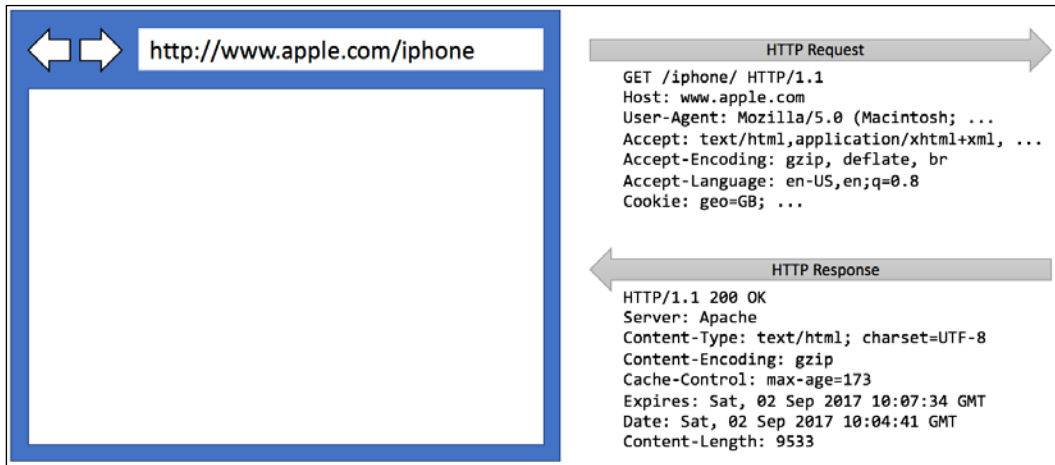 http://www.apple.com/iphone
HTTP Request
GET /iphone/ HTTP/1.1
Host: www.apple.com
User-Agent: Mozilla/5.0 (Macintosh; ...
Accept: text/html,application/xhtml+xml, ...
Accept-Encoding: gzip, deflate, br
Accept-Language: en-US,en;q=0.8
Cookie: geo=GB; ...
HTTP Response
HTTP/1.1 200 OK
Server: Apache
Content-Type: text/html; charset=UTF-8
Content-Encoding: gzip
Cache-Control: max-age=173
Expires: Sat, 02 Sep 2017 10:07:34 GMT
Date: Sat, 02 Sep 2017 10:04:41 GMT
Content-Length: 9533